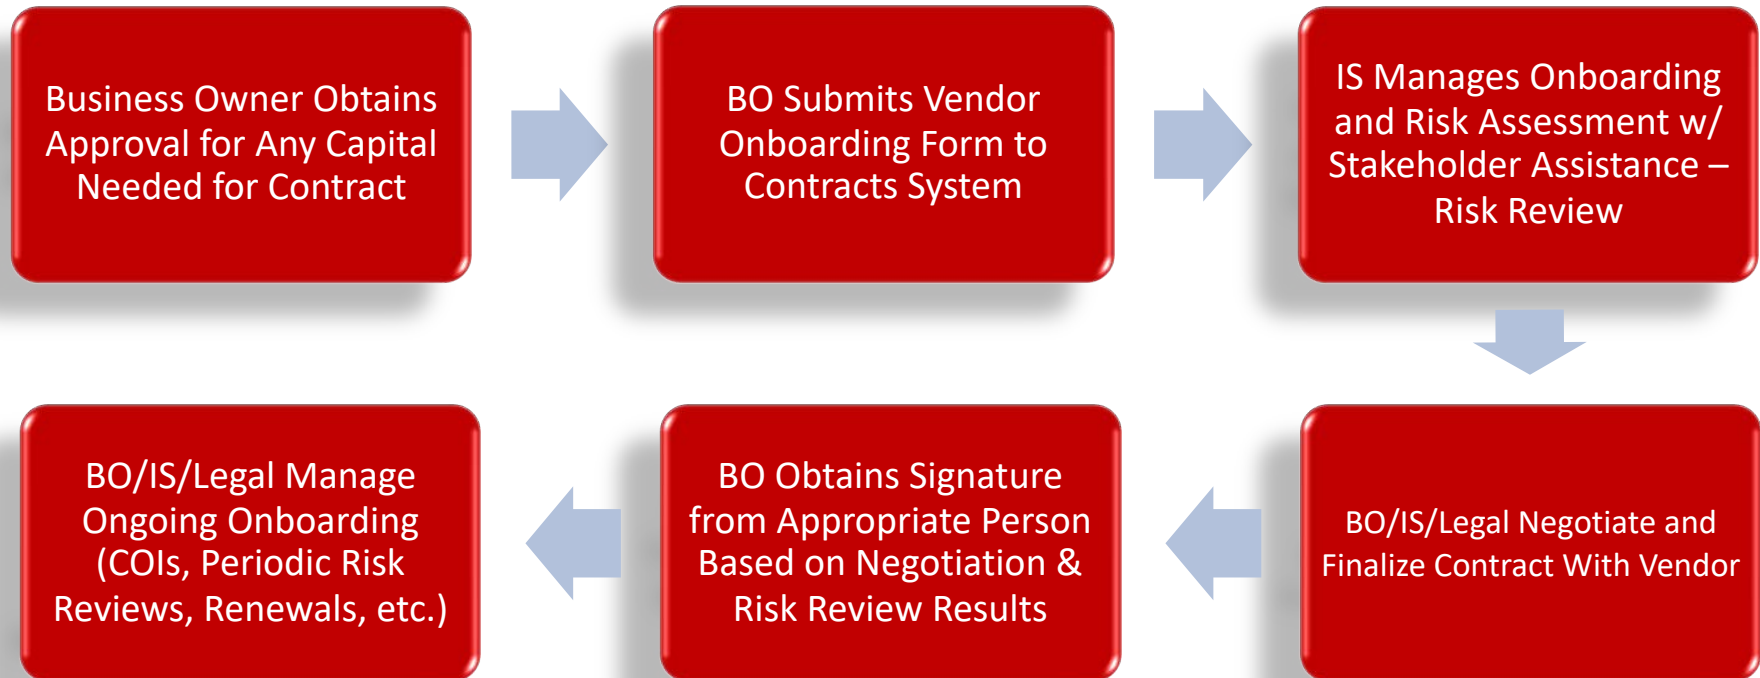 Business Owner Obtains
Approval for Any Capital
Needed for Contract
BO Submits Vendor
Onboarding Form to
Contracts System
IS Manages Onboarding
and Risk Assessment w/
Stakeholder Assistance –
Risk Review
BO/IS/Legal Negotiate and
Finalize Contract With Vendor
BO Obtains Signature
from Appropriate Person
Based on Negotiation &
Risk Review Results
BO/IS/Legal Manage
Ongoing Onboarding
(COIs, Periodic Risk
Reviews, Renewals, etc.)